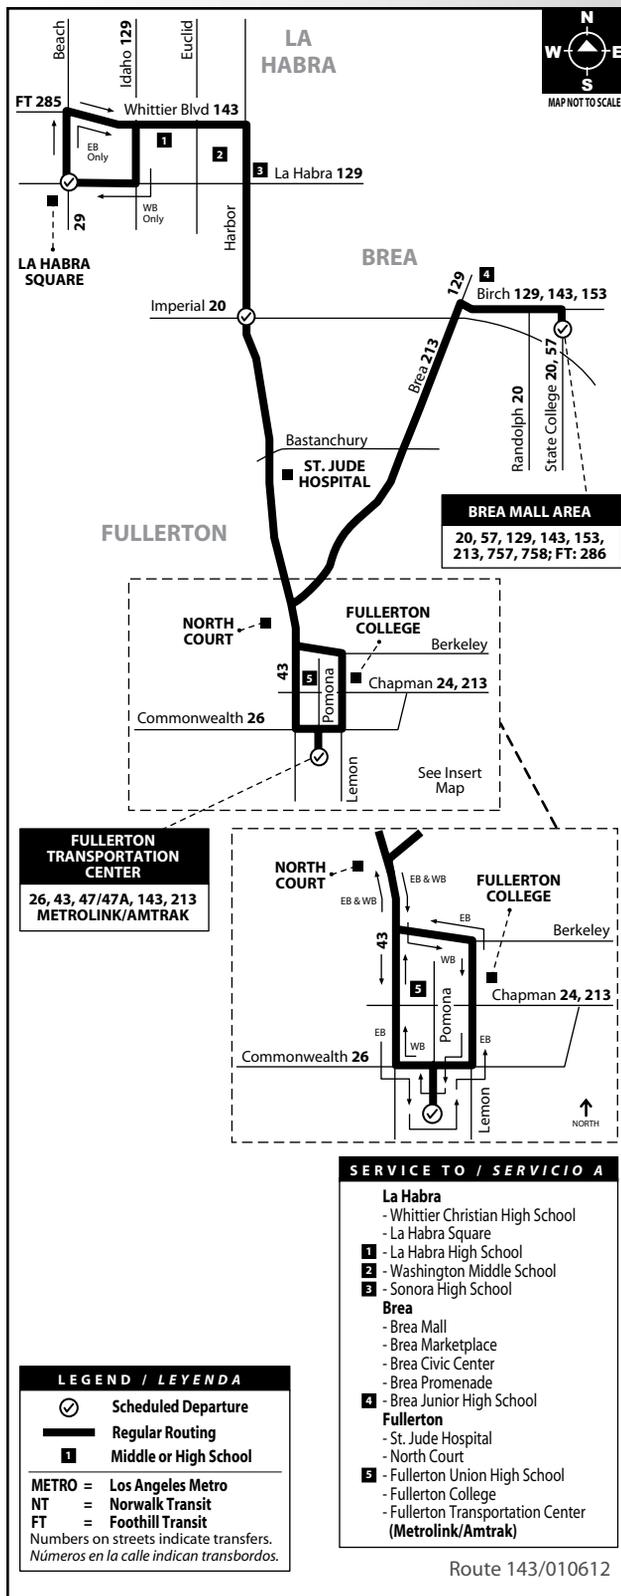 N
W E
S
MAP NOT TO SCALE
Beach
Idaho 129
Euclid
LA
HABRA
FT 285
Whittier Blvd 143
EB
Only
1
2
3 La Habra 129
WB
Only
29
Harbor
LA HABRA
SQUARE
BREA
129
4
Birch 129, 143, 153
Imperial 20
Brea 213
Randolph 20
State College 20, 57
Bastanchury
ST. JUDE
HOSPITAL
BREA MALL AREA
20, 57, 129, 143, 153,
213, 757, 758; FT: 286
FULLERTON
NORTH
COURT
FULLERTON
COLLEGE
Berkeley
43
5
Pomona
Chapman 24, 213
Commonwealth 26
Lemon
See Insert
Map
FULLERTON
TRANSPORTATION
CENTER
26, 43, 47/47A, 143, 213
METROLINK/AMTRAK
NORTH
COURT
EB & WB
EB & WB
FULLERTON
COLLEGE
EB
Berkeley
43
WB
5
Pomona
Chapman 24, 213
EB
WB
EB
Commonwealth 26
Lemon
NORTH
SERVICE TO / SERVICIO A
La Habra
- Whittier Christian High School
- La Habra Square
1 - La Habra High School
2 - Washington Middle School
3 - Sonora High School
Brea
- Brea Mall
- Brea Marketplace
- Brea Civic Center
- Brea Promenade
4 - Brea Junior High School
Fullerton
- St. Jude Hospital
- North Court
5 - Fullerton Union High School
- Fullerton College
- Fullerton Transportation Center
(Metrolink/Amtrak)
LEGEND / LEYENDA
Scheduled Departure
Regular Routing
1 Middle or High School
METRO = Los Angeles Metro
NT = Norwalk Transit
FT = Foothill Transit
Numbers on streets indicate transfers.
Números en la calle indican transbordos.
Route 143/010612